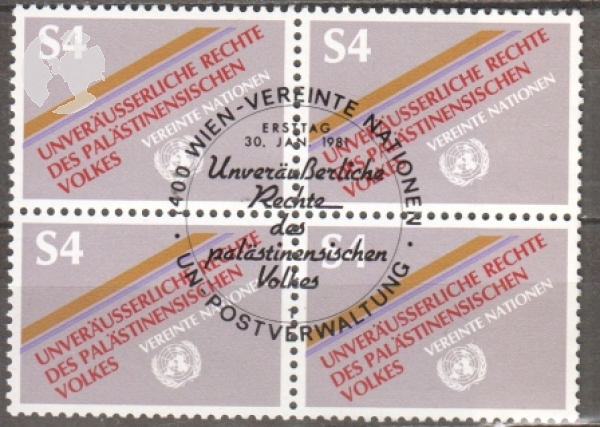 S4
UNVERÄUSSERLICHE RECHTE
DES PALÄSTINENSISCHEN
VOLKES
VEREINTE NATIONEN
S4
UNVERÄUSSERLICHE RECHTE
DES PALÄSTINENSISCHEN
VOLKES
VEREINTE NATIONEN
1400 WIEN-VEREINTE NATIONEN
ERSTTAG
30. JAN. 1981
Unveräußerliche
Rechte
des
palästinensischen
Volkes
UN-POSTVERWALTUNG
S4
UNVERÄUSSERLICHE RECHTE
DES PALÄSTINENSISCHEN
VOLKES
VEREINTE NATIONEN
S4
UNVERÄUSSERLICHE RECHTE
DES PALÄSTINENSISCHEN
VOLKES
VEREINTE NATIONEN